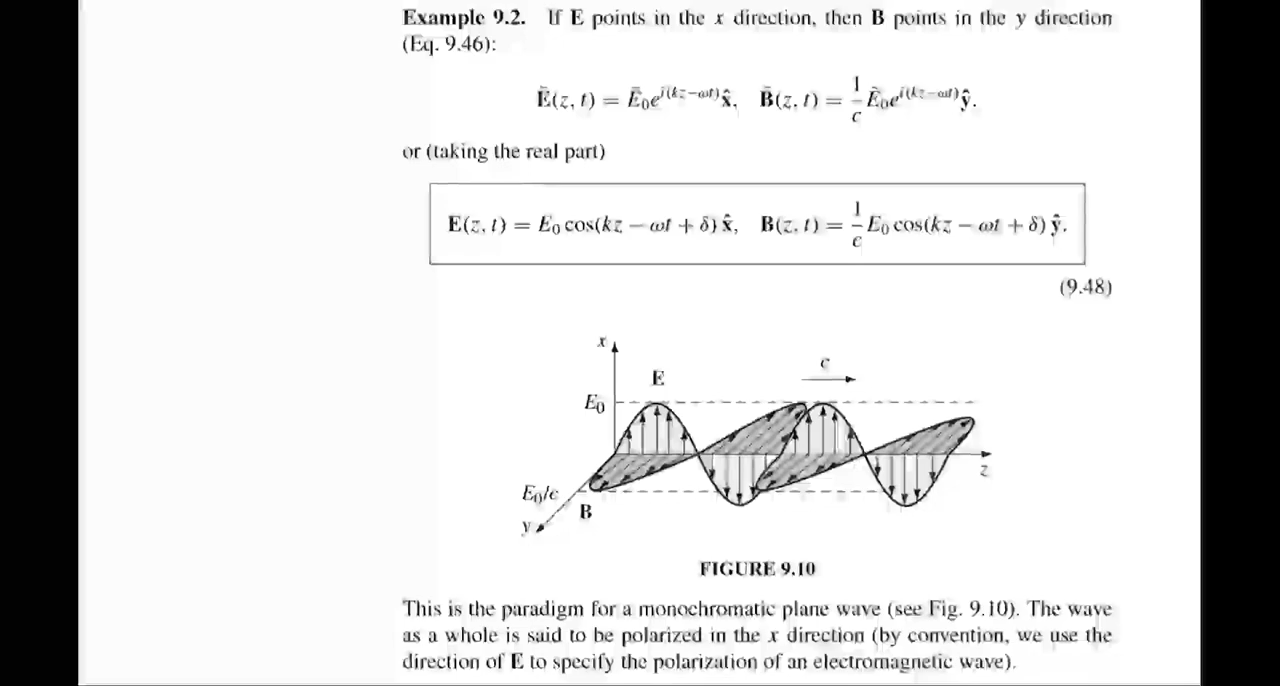 Example 9.2. If E points in the x direction, then B points in the y direction
(Eq. 9.46):
Ẽ(z, t) = Ẽ₀e^{i(kz−ωt)} x̂, B̃(z, t) = \frac{1}{c} Ẽ₀e^{i(kz−ωt)} ŷ.
or (taking the real part)
E(z, t) = E₀ cos(kz − ωt + δ) x̂, B(z, t) = \frac{1}{c} E₀ cos(kz − ωt + δ) ŷ.
(9.48)
x
c
E
E₀
z
E₀/c
B
y
FIGURE 9.10
This is the paradigm for a monochromatic plane wave (see Fig. 9.10). The wave
as a whole is said to be polarized in the x direction (by convention, we use the
direction of E to specify the polarization of an electromagnetic wave).